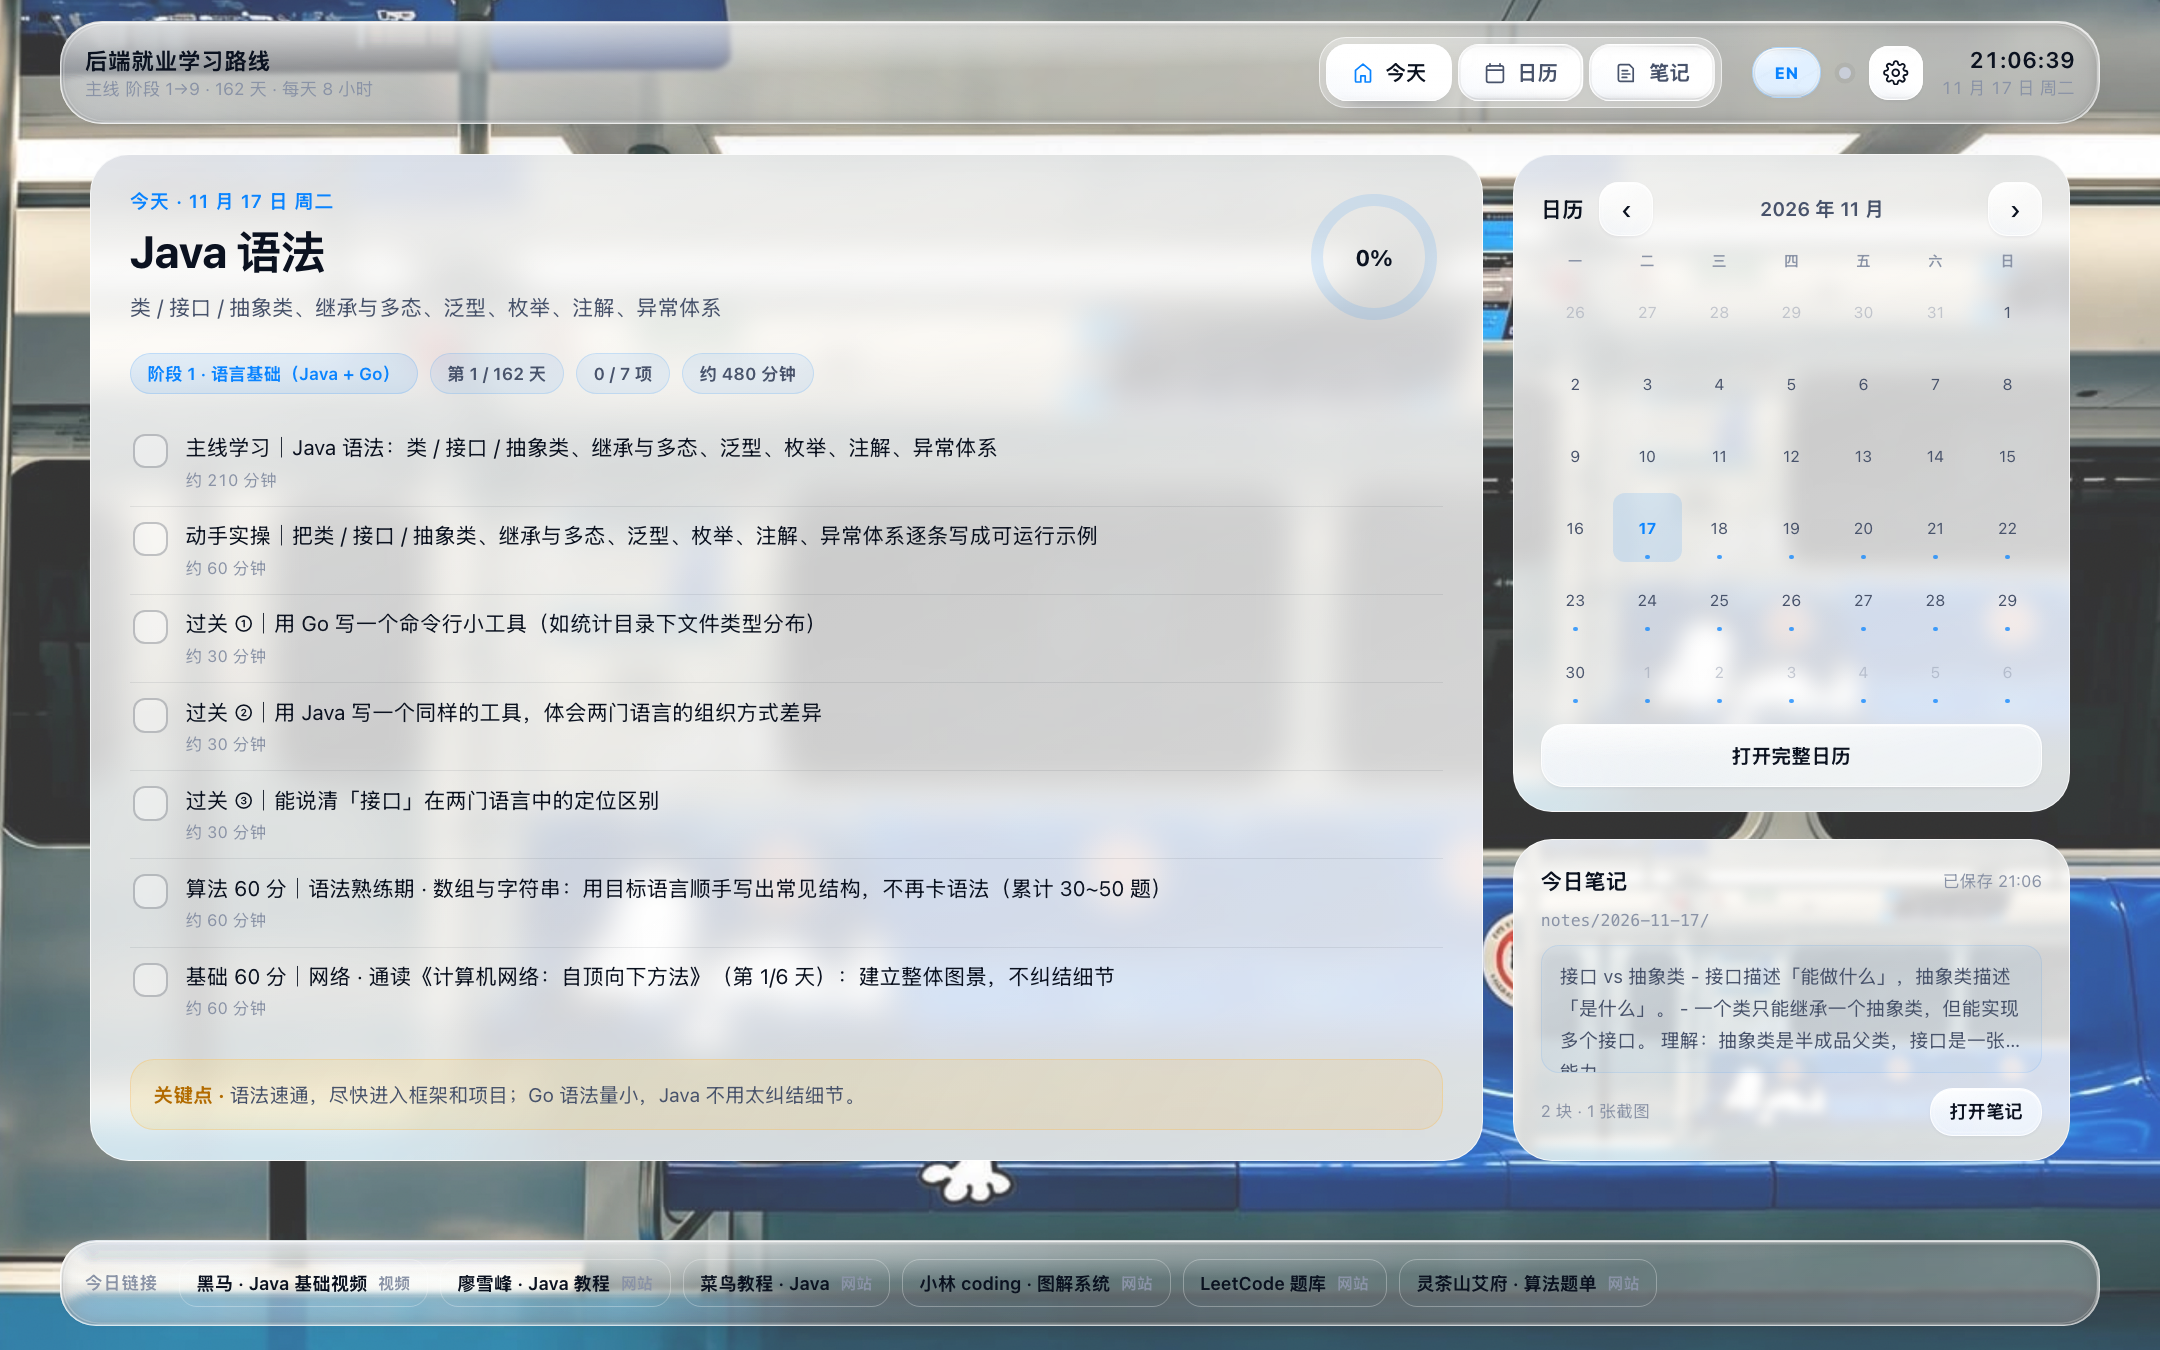 后端就业学习路线
主线 阶段 1→9 · 162 天 · 每天 8 小时
今天
日历
笔记
EN
21:06:39
11 月 17 日 周二
今天 · 11 月 17 日 周二
Java 语法
类 / 接口 / 抽象类、继承与多态、泛型、枚举、注解、异常体系
0%
阶段 1 · 语言基础（Java + Go）
第 1 / 162 天
0 / 7 项
约 480 分钟
主线学习｜Java 语法：类 / 接口 / 抽象类、继承与多态、泛型、枚举、注解、异常体系
约 210 分钟
动手实操｜把类 / 接口 / 抽象类、继承与多态、泛型、枚举、注解、异常体系逐条写成可运行示例
约 60 分钟
过关 ①｜用 Go 写一个命令行小工具（如统计目录下文件类型分布）
约 30 分钟
过关 ②｜用 Java 写一个同样的工具，体会两门语言的组织方式差异
约 30 分钟
过关 ③｜能说清「接口」在两门语言中的定位区别
约 30 分钟
算法 60 分｜语法熟练期 · 数组与字符串：用目标语言顺手写出常见结构，不再卡语法（累计 30~50 题）
约 60 分钟
基础 60 分｜网络 · 通读《计算机网络：自顶向下方法》（第 1/6 天）：建立整体图景，不纠结细节
约 60 分钟
关键点 · 语法速通，尽快进入框架和项目；Go 语法量小，Java 不用太纠结细节。
日历
‹
2026 年 11 月
›
一 二 三 四 五 六 日
26 27 28 29 30 31 1
2 3 4 5 6 7 8
9 10 11 12 13 14 15
16 17 18 19 20 21 22
23 24 25 26 27 28 29
30 1 2 3 4 5 6
打开完整日历
今日笔记
已保存 21:06
notes/2026-11-17/
接口 vs 抽象类 - 接口描述「能做什么」，抽象类描述
「是什么」。 - 一个类只能继承一个抽象类，但能实现
多个接口。 理解：抽象类是半成品父类，接口是一张…
能力
2 块 · 1 张截图
打开笔记
今日链接
黑马 · Java 基础视频 视频
廖雪峰 · Java 教程 网站
菜鸟教程 · Java 网站
小林 coding · 图解系统 网站
LeetCode 题库 网站
灵茶山艾府 · 算法题单 网站